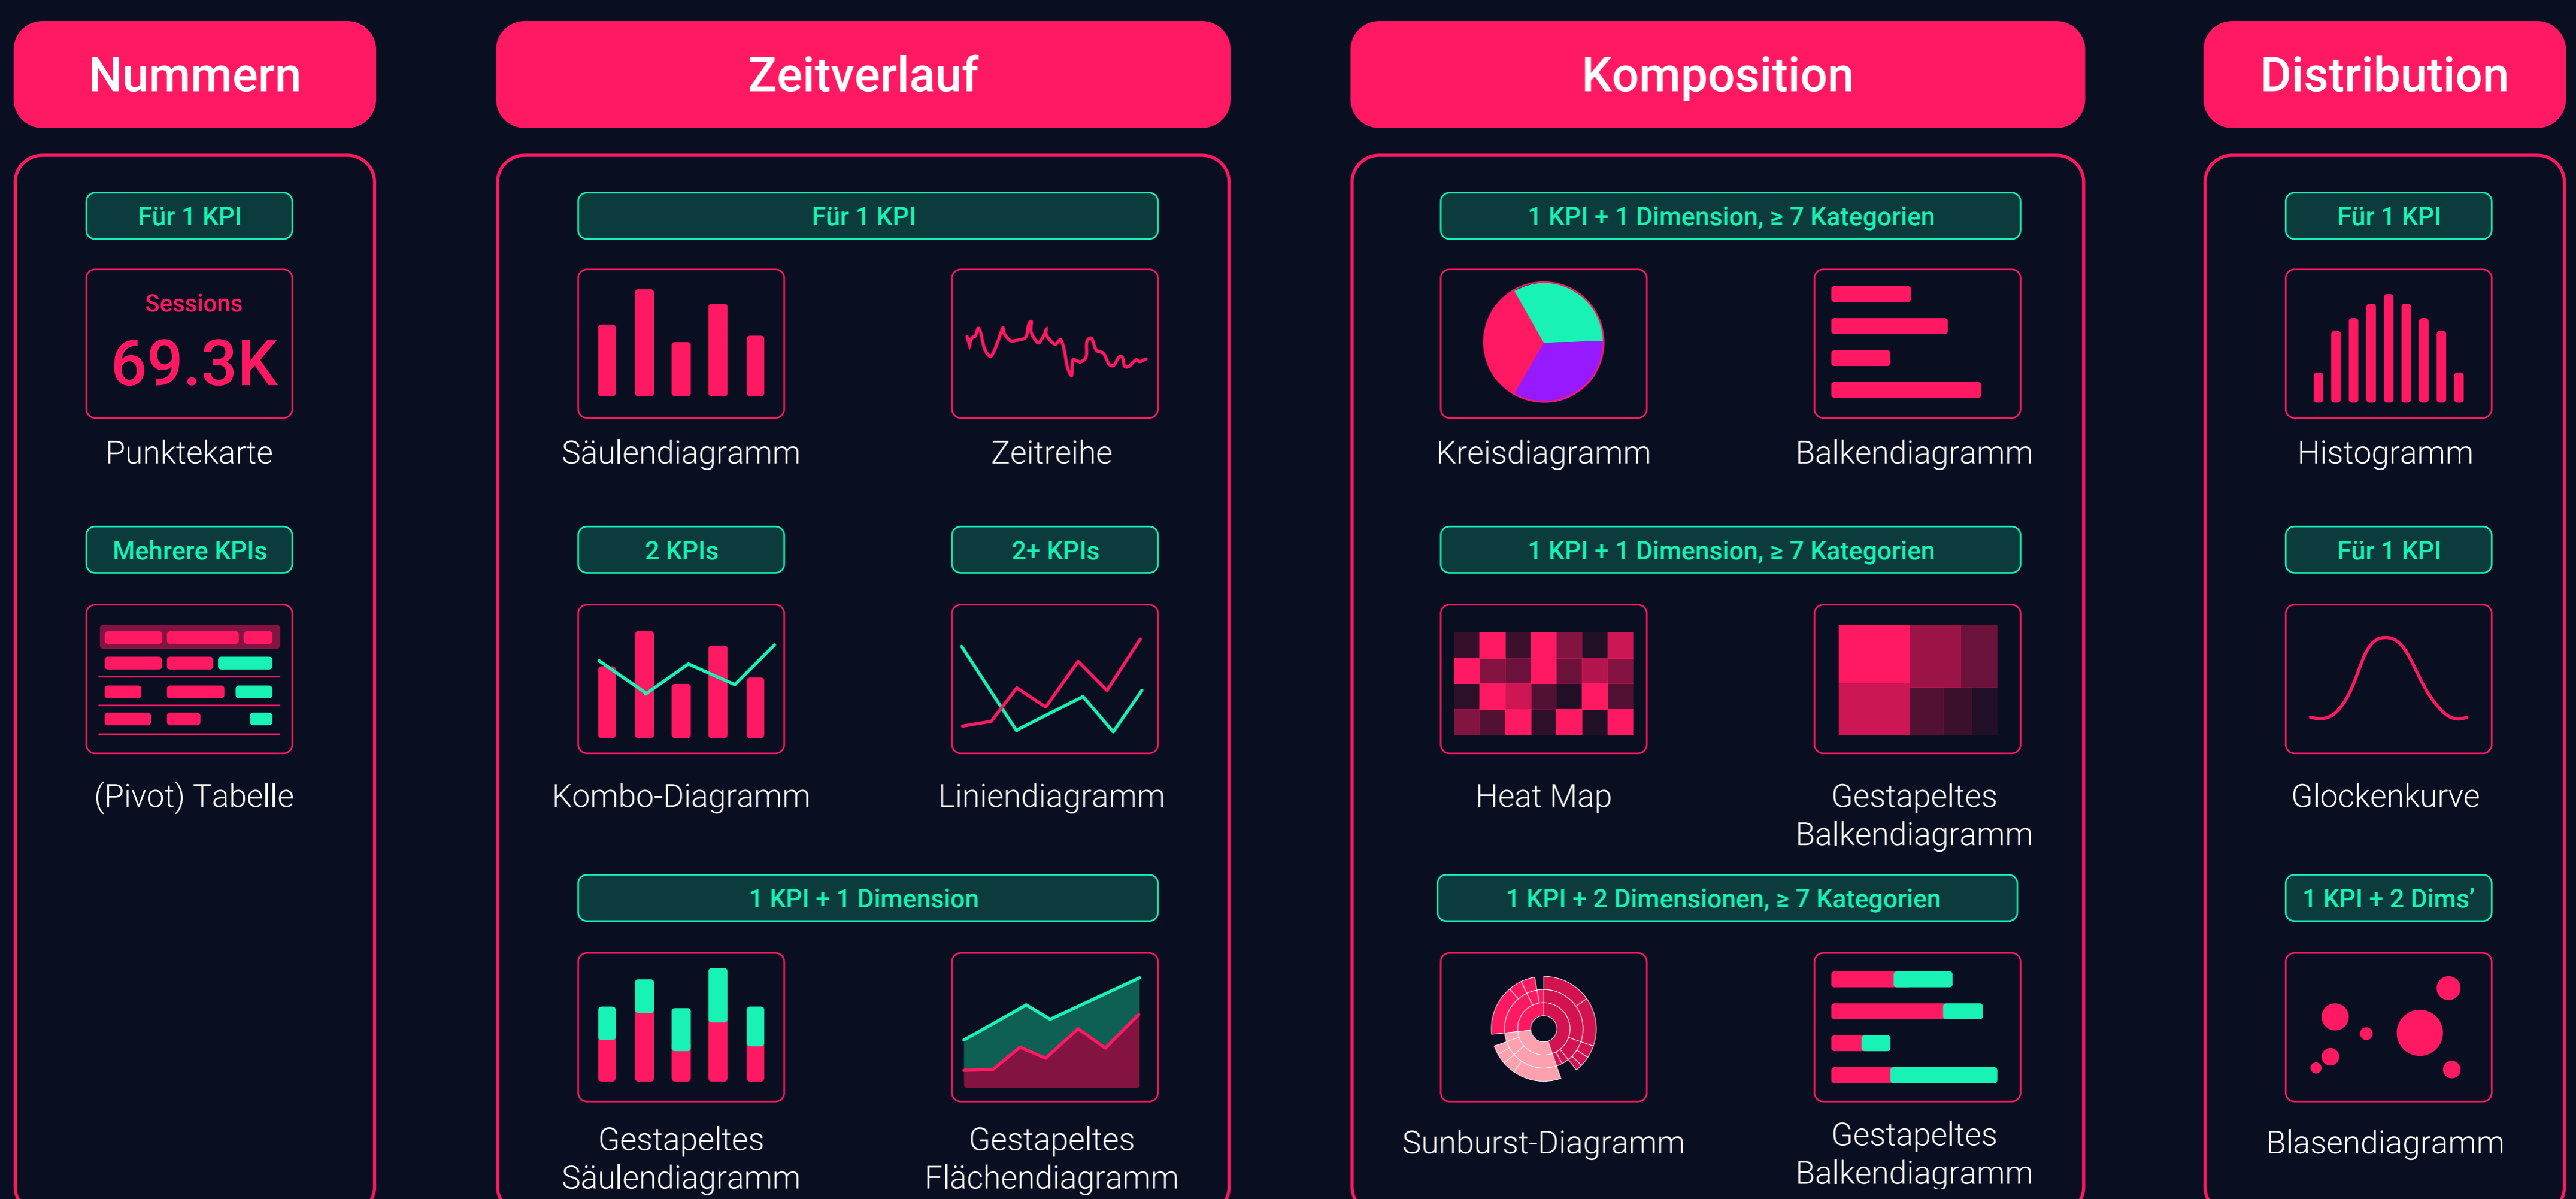 Nummern
Für 1 KPI
Sessions
69.3K
Punktekarte
Mehrere KPIs
(Pivot) Tabelle
Zeitverlauf
Für 1 KPI
Säulendiagramm
Zeitreihe
2 KPIs
2+ KPIs
Kombo-Diagramm
Liniendiagramm
1 KPI + 1 Dimension
Gestapeltes
Säulendiagramm
Gestapeltes
Flächendiagramm
Komposition
1 KPI + 1 Dimension, ≥ 7 Kategorien
Kreisdiagramm
Balkendiagramm
1 KPI + 1 Dimension, ≥ 7 Kategorien
Heat Map
Gestapeltes
Balkendiagramm
1 KPI + 2 Dimensionen, ≥ 7 Kategorien
Sunburst-Diagramm
Gestapeltes
Balkendiagramm
Distribution
Für 1 KPI
Histogramm
Für 1 KPI
Glockenkurve
1 KPI + 2 Dims’
Blasendiagramm